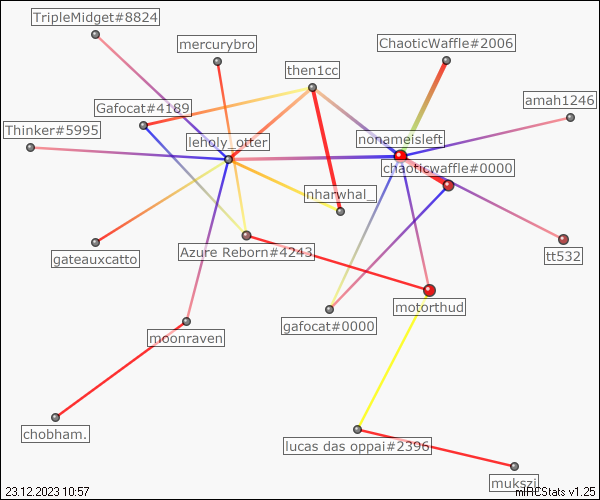 TripleMidget#8824
mercurybro
ChaoticWaffle#2006
then1cc
amah1246
Gafocat#4189
Thinker#5995
leholy_otter
nonameisleft
chaoticwaffle#0000
nharwhal_
Azure Reborn#4243
tt532
gateauxcatto
motorthud
gafocat#0000
moonraven
chobham.
lucas das oppai#2396
mukszi
23.12.2023 10:57
mIRCStats v1.25